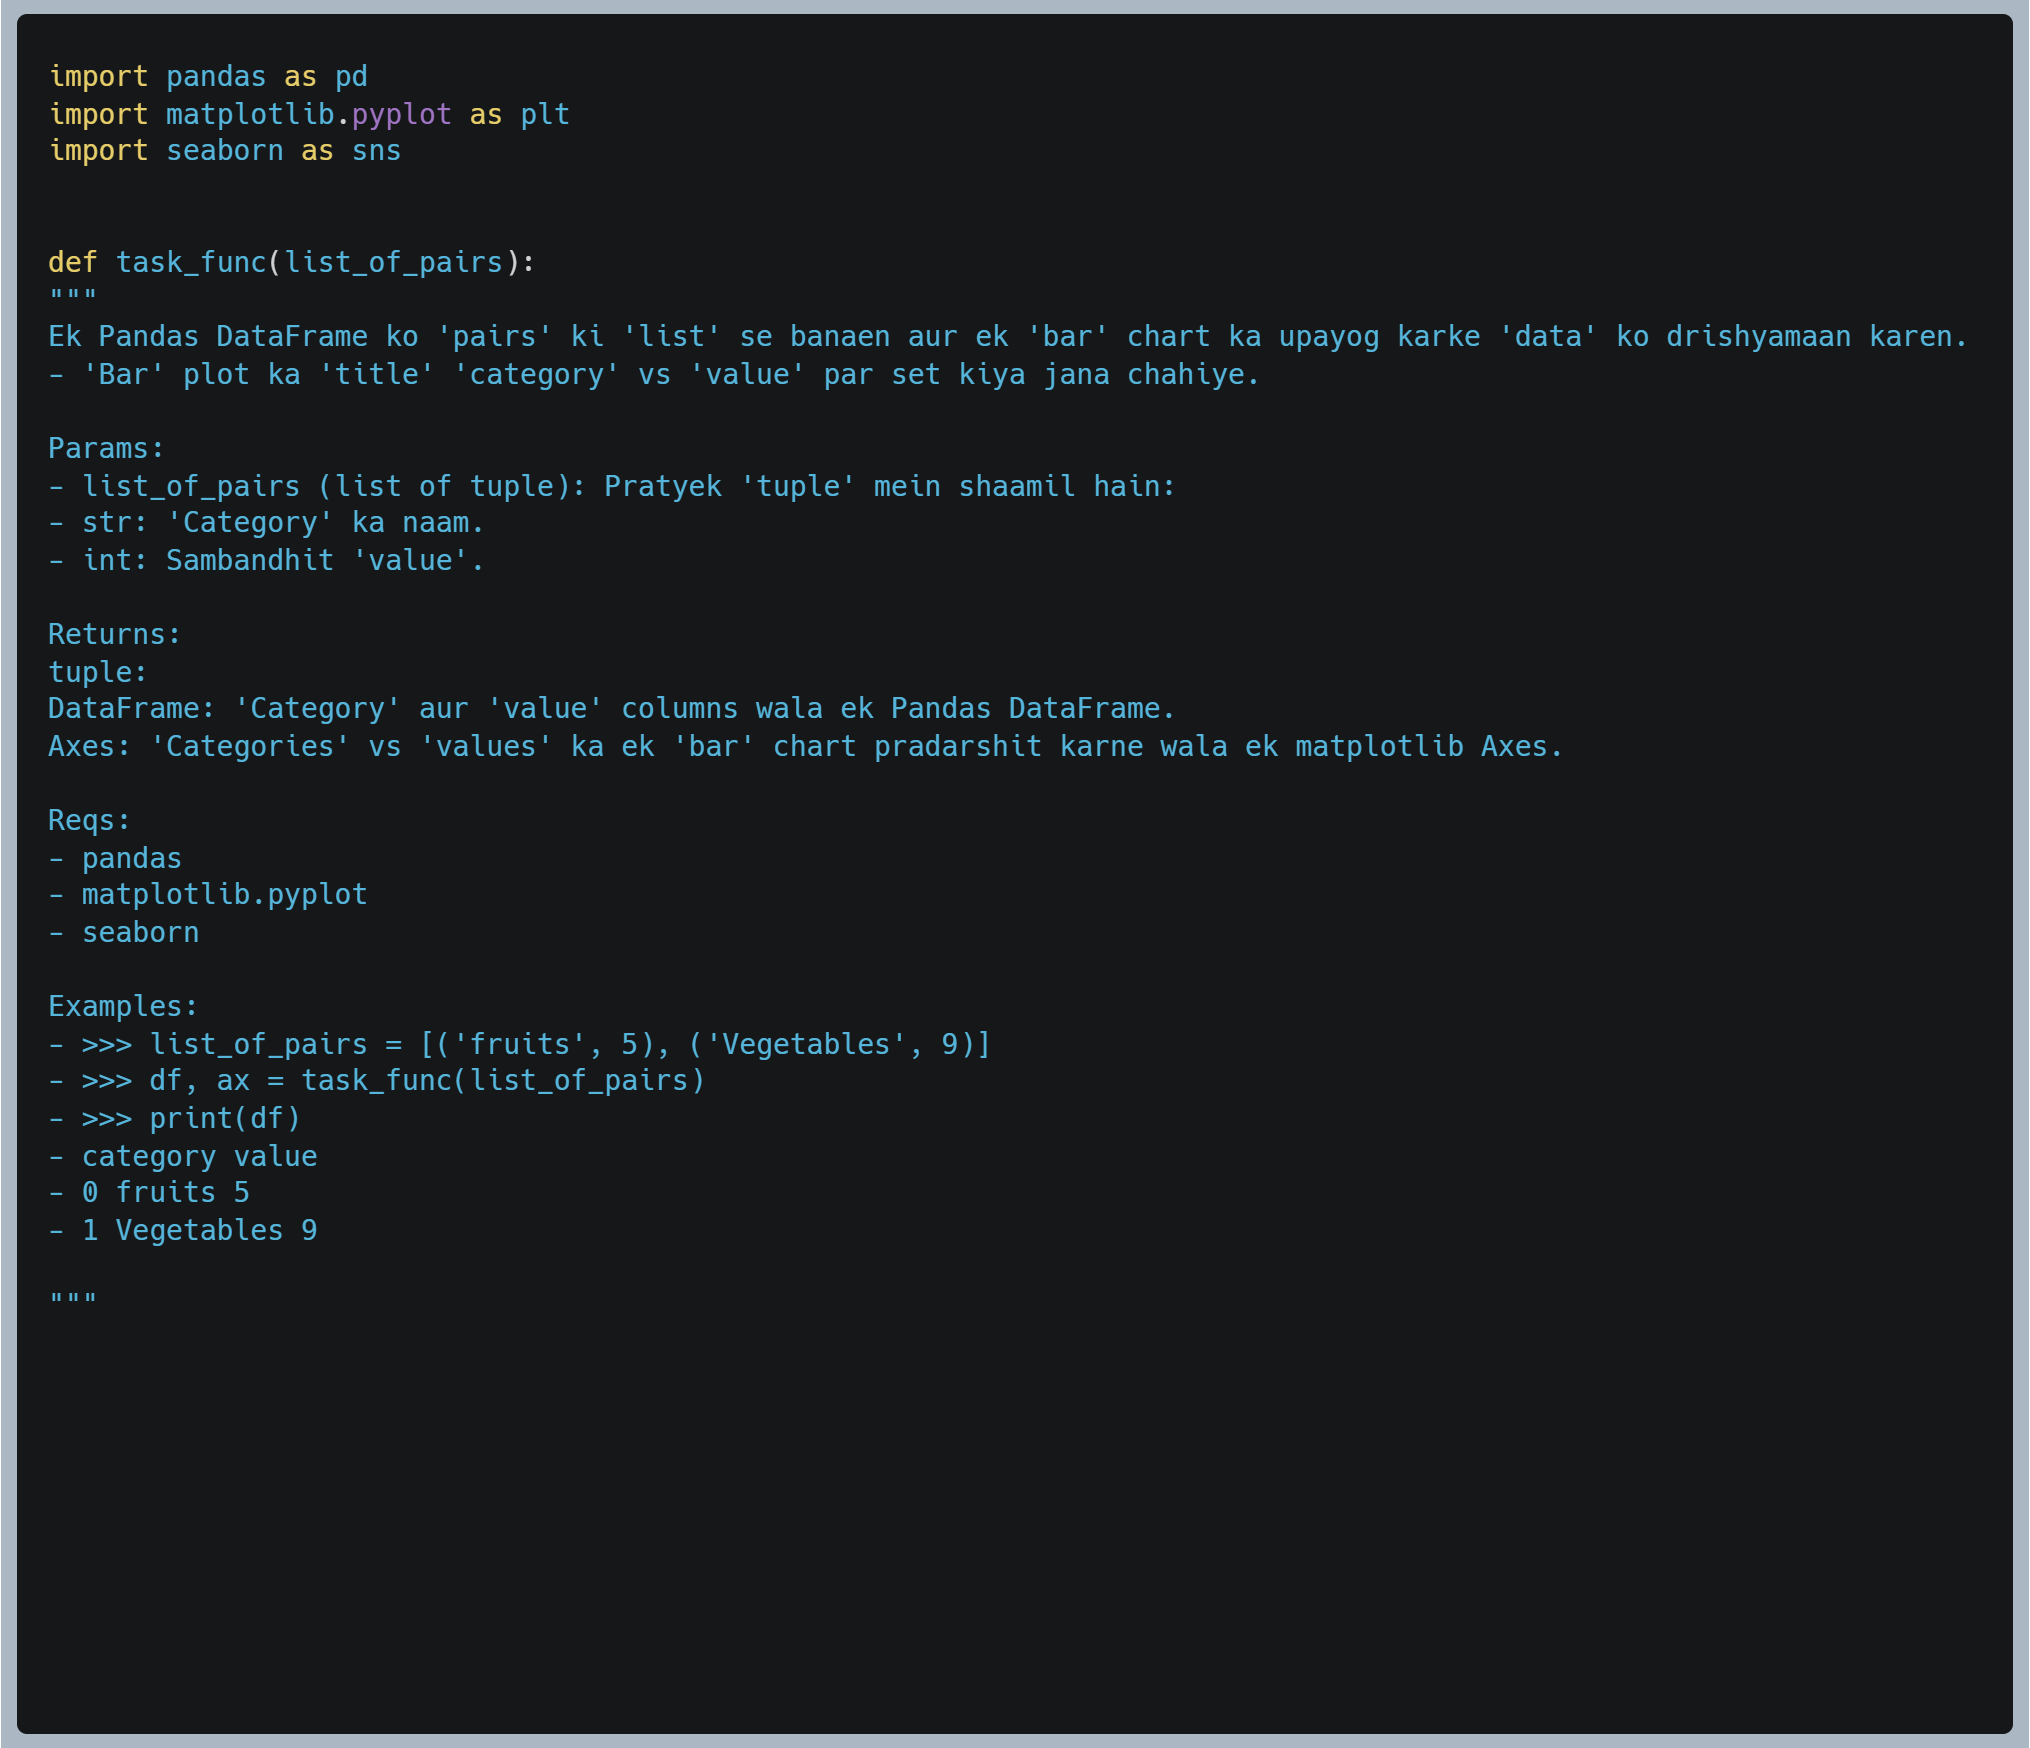 import pandas as pd
import matplotlib.pyplot as plt
import seaborn as sns
def task_func(list_of_pairs):
"""
Ek Pandas DataFrame ko 'pairs' ki 'list' se banaen aur ek 'bar' chart ka upayog karke 'data' ko drishyamaan karen.
- 'Bar' plot ka 'title' 'category' vs 'value' par set kiya jana chahiye.
Params:
- list_of_pairs (list of tuple): Pratyek 'tuple' mein shaamil hain:
- str: 'Category' ka naam.
- int: Sambandhit 'value'.
Returns:
tuple:
DataFrame: 'Category' aur 'value' columns wala ek Pandas DataFrame.
Axes: 'Categories' vs 'values' ka ek 'bar' chart pradarshit karne wala ek matplotlib Axes.
Reqs:
- pandas
- matplotlib.pyplot
- seaborn
Examples:
- >>> list_of_pairs = [('fruits', 5), ('Vegetables', 9)]
- >>> df, ax = task_func(list_of_pairs)
- >>> print(df)
- category value
- 0 fruits 5
- 1 Vegetables 9
"""